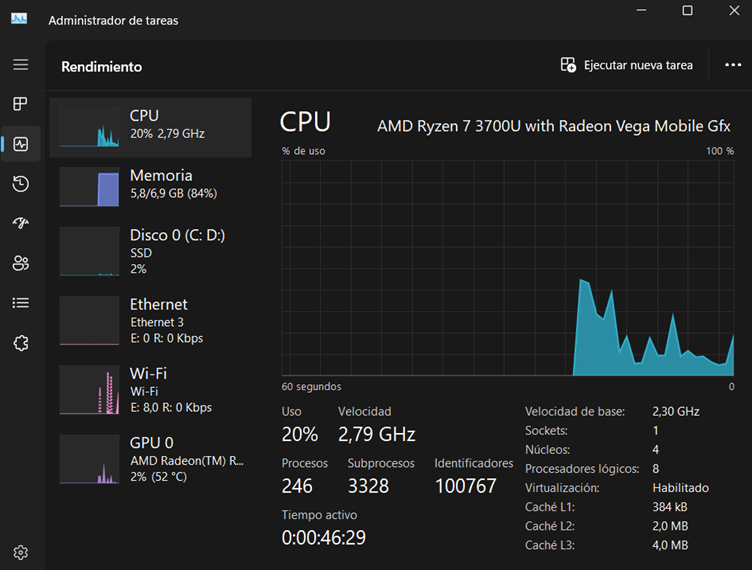 Administrador de tareas
Rendimiento
Ejecutar nueva tarea
CPU
20% 2,79 GHz
Memoria
5,8/6,9 GB (84%)
Disco 0 (C: D:)
SSD
2%
Ethernet
Ethernet 3
E: 0 R: 0 Kbps
Wi-Fi
Wi-Fi
E: 8,0 R: 0 Kbps
GPU 0
AMD Radeon(TM) R...
2% (52 °C)
CPU
AMD Ryzen 7 3700U with Radeon Vega Mobile Gfx
% de uso
100 %
60 segundos
0
Uso
Velocidad
20%
2,79 GHz
Procesos
Subprocesos
Identificadores
246
3328
100767
Tiempo activo
0:00:46:29
Velocidad de base: 2,30 GHz
Sockets: 1
Núcleos: 4
Procesadores lógicos: 8
Virtualización: Habilitado
Caché L1: 384 kB
Caché L2: 2,0 MB
Caché L3: 4,0 MB